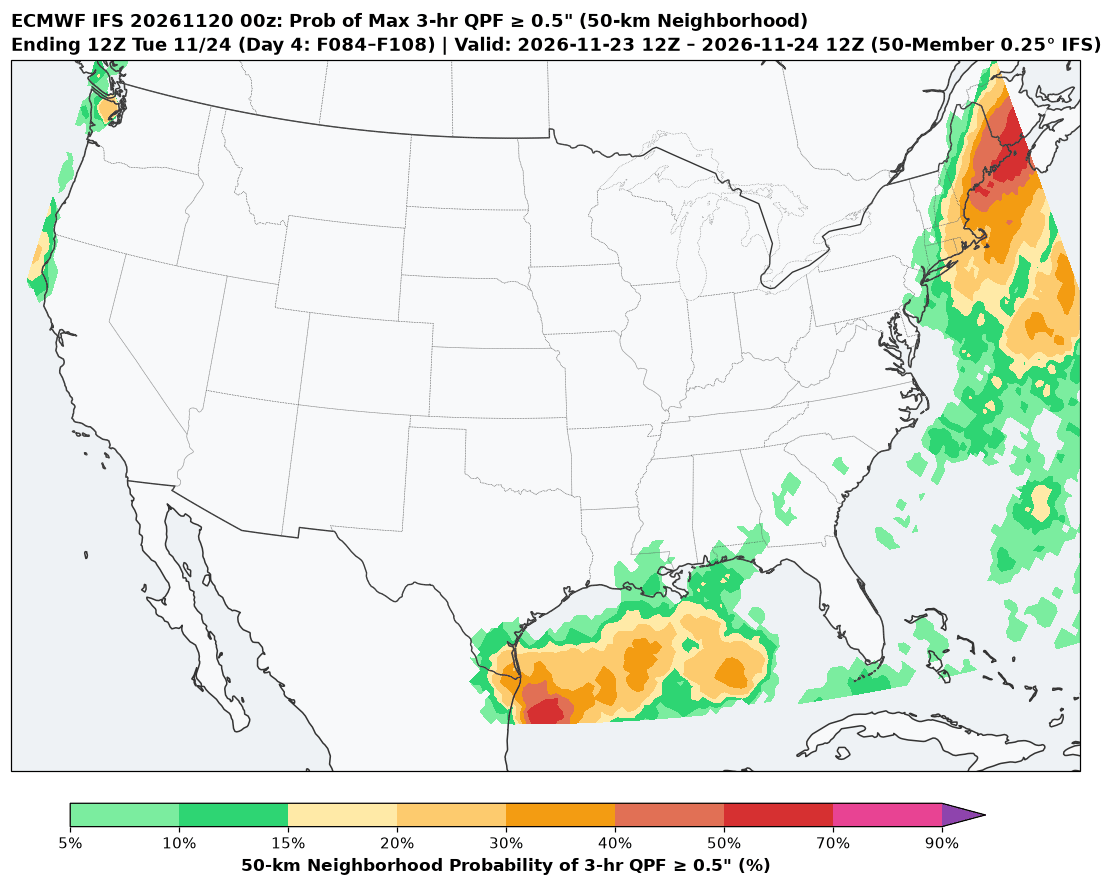 ECMWF IFS 20261120 00z: Prob of Max 3-hr QPF ≥ 0.5" (50-km Neighborhood)
Ending 12Z Tue 11/24 (Day 4: F084–F108) | Valid: 2026-11-23 12Z – 2026-11-24 12Z (50-Member 0.25° IFS)
5% 10% 15% 20% 30% 40% 50% 70% 90%
50-km Neighborhood Probability of 3-hr QPF ≥ 0.5" (%)